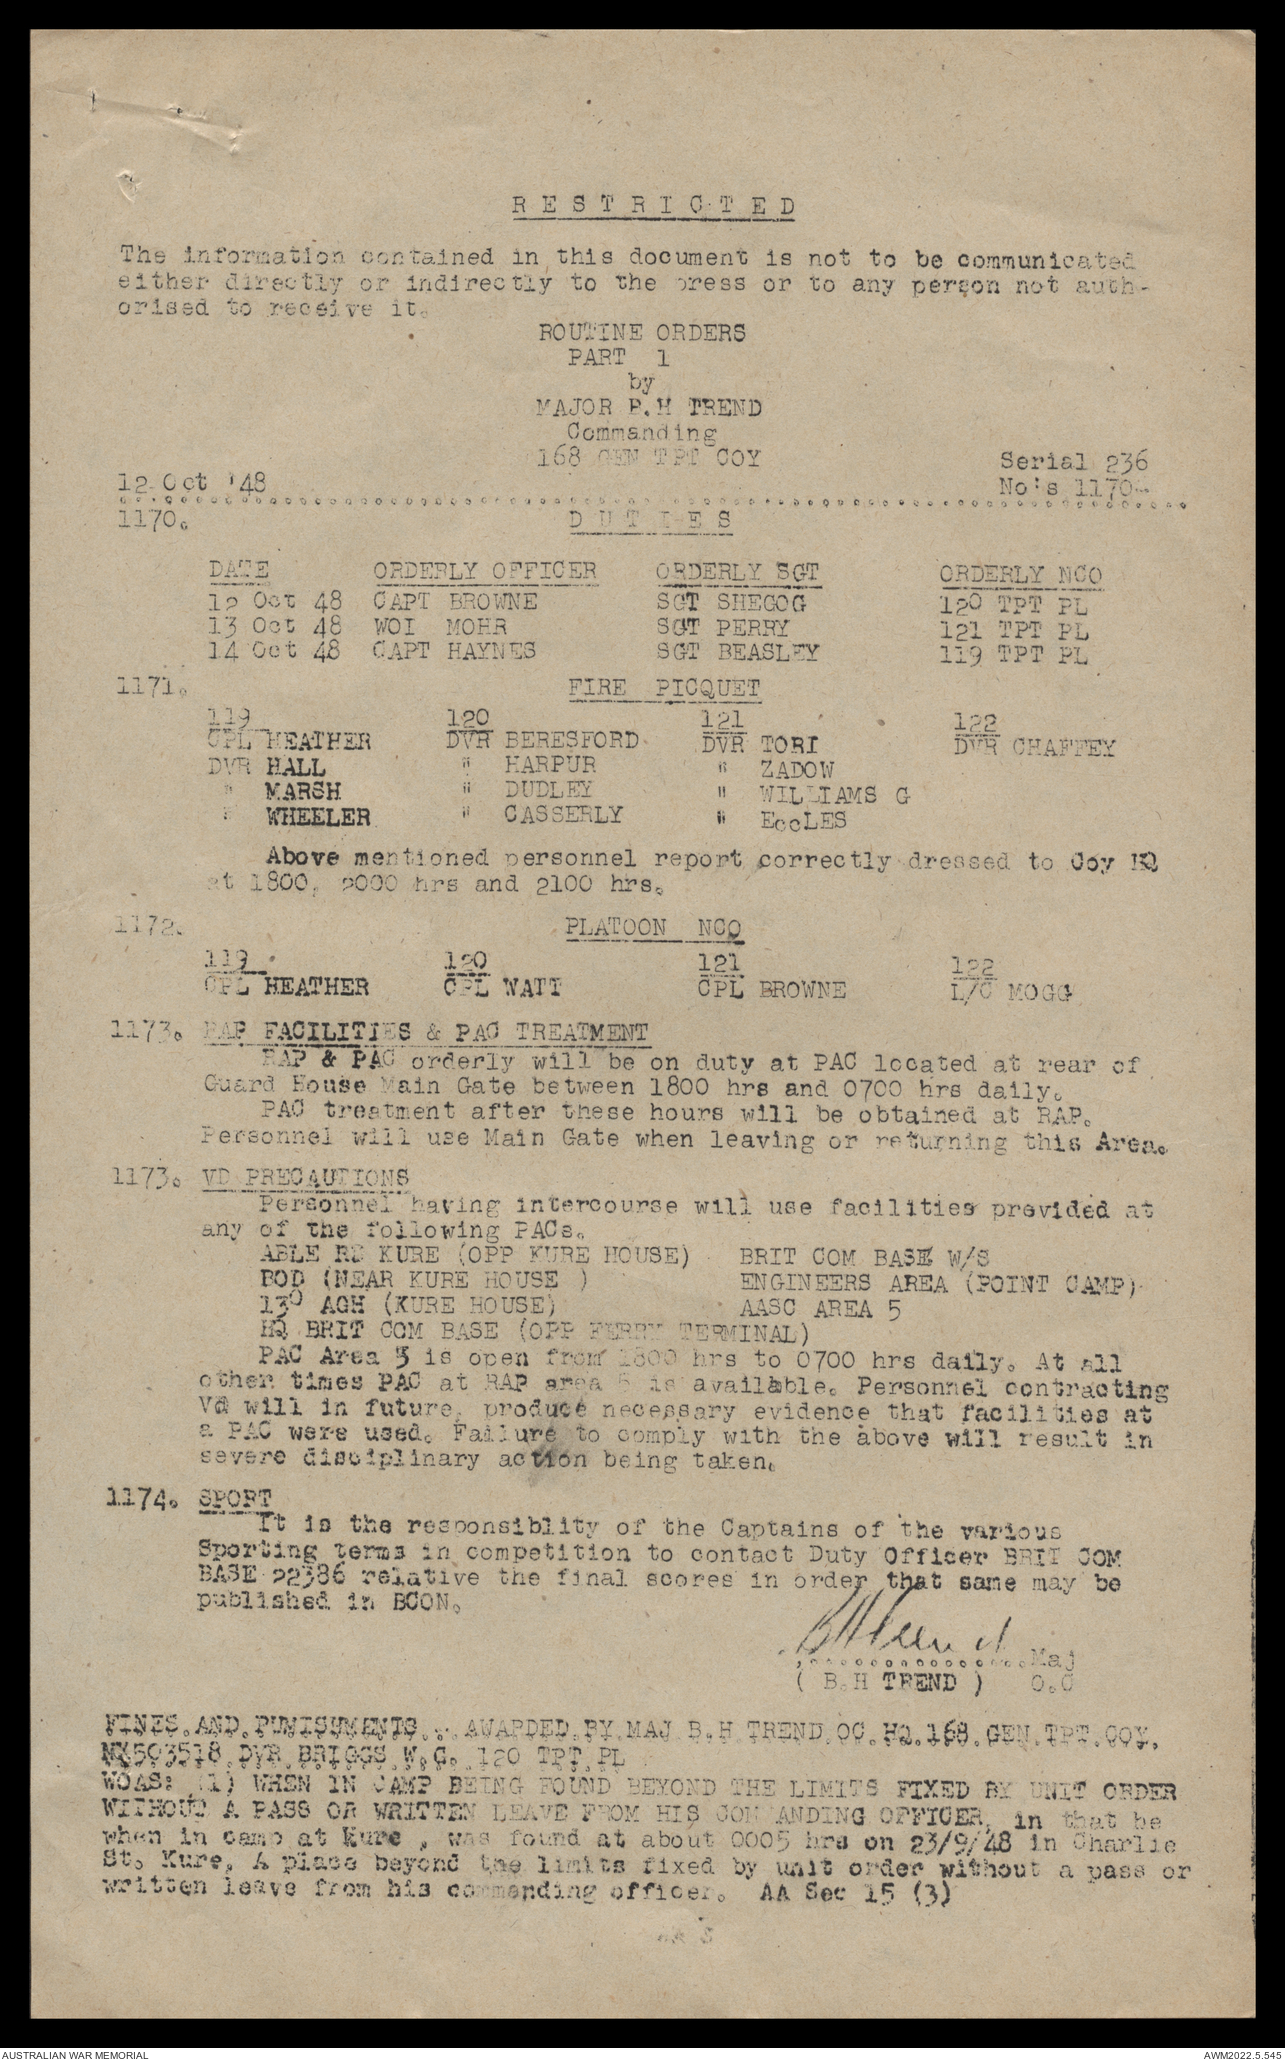 R E S T R I C T E D
The information contained in this document is not to be communicated
either directly or indirectly to the press or to any person not auth-
orised to receive it.
ROUTINE ORDERS
PART 1
by
MAJOR B.H TREND
Commanding
168 GEN TPT COY
Serial 236
12 Oct '48
No's 1170-
1170.
D U T I E S
DATE ORDERLY OFFICER ORDERLY SGT ORDERLY NCO
12 Oct 48 CAPT BROWNE SGT SHEGOG 120 TPT PL
13 Oct 48 WOI MOHR SGT PERRY 121 TPT PL
14 Oct 48 CAPT HAYNES SGT BEASLEY 119 TPT PL
1171. FIRE PICQUET
119 120 121 122
CPL HEATHER DVR BERESFORD DVR TORI DVR CHAFFEY
DVR HALL " HARPUR " ZADOW
" MARSH " DUDLEY " WILLIAMS G
" WHEELER " CASSERLY " EccLES
Above mentioned personnel report correctly dressed to Coy HQ
at 1800, 2000 hrs and 2100 hrs.
1172. PLATOON NCO
119 120 121 122
CPL HEATHER CPL WATT CPL BROWNE L/C MOGG
1173. RAP FACILITIES & PAC TREATMENT
RAP & PAC orderly will be on duty at PAC located at rear of
Guard House Main Gate between 1800 hrs and 0700 hrs daily.
PAC treatment after these hours will be obtained at RAP.
Personnel will use Main Gate when leaving or returning this Area.
1173. VD PRECAUTIONS
Personnel having intercourse will use facilities provided at
any of the following PACs.
ABLE RD KURE (OPP KURE HOUSE) BRIT COM BASE W/S
BOD (NEAR KURE HOUSE ) ENGINEERS AREA (POINT CAMP)
130 AGH (KURE HOUSE) AASC AREA 5
HQ BRIT COM BASE (OPP FERRY TERMINAL)
PAC Area 5 is open from 1800 hrs to 0700 hrs daily. At all
other times PAC at RAP area 5 is available. Personnel contracting
Vd will in future, produce necessary evidence that facilities at
a PAC were used. Failure to comply with the above will result in
severe disciplinary action being taken.
1174. SPORT
It is the responsiblity of the Captains of the various
Sporting terms in competition to contact Duty Officer BRIT COM
BASE 22386 relative the final scores in order that same may be
published in BCON.
BHTrend
Maj
( B.H TREND ) O.C
FINES AND PUNISHMENTS AWARDED BY MAJ B.H TREND OC HQ 168 GEN TPT COY.
NX503518 DVR BRIGGS W.G. 120 TPT PL
WOAS: (1) WHEN IN CAMP BEING FOUND BEYOND THE LIMITS FIXED BY UNIT ORDER
WITHOUT A PASS OR WRITTEN LEAVE FROM HIS COMMANDING OFFICER, in that he
when in camp at Kure , was found at about 0005 hrs on 23/9/48 in Charlie
St. Kure, A place beyond the limits fixed by unit order without a pass or
written leave from his commanding officer. AA Sec 15 (3)
AUSTRALIAN WAR MEMORIAL
AWM2022.5.545